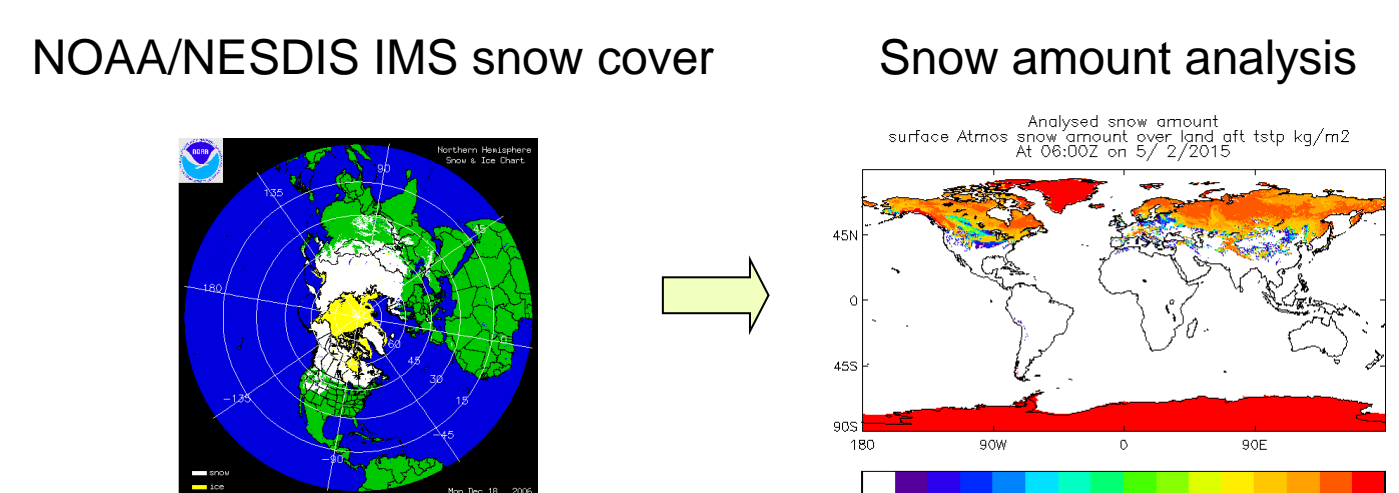 NOAA/NESDIS IMS snow cover
Snow amount analysis
NOAA
Northern Hemisphere
Snow & Ice Chart
90
135
45
180
0
60
45
30
15
-135
-45
-90
snow
ice
Mon Dec 18 2006
Analysed snow amount
surface Atmos snow amount over land aft tstp kg/m2
At 06:00Z on 5/ 2/2015
45N
0
45S
90S
180 90W 0 90E